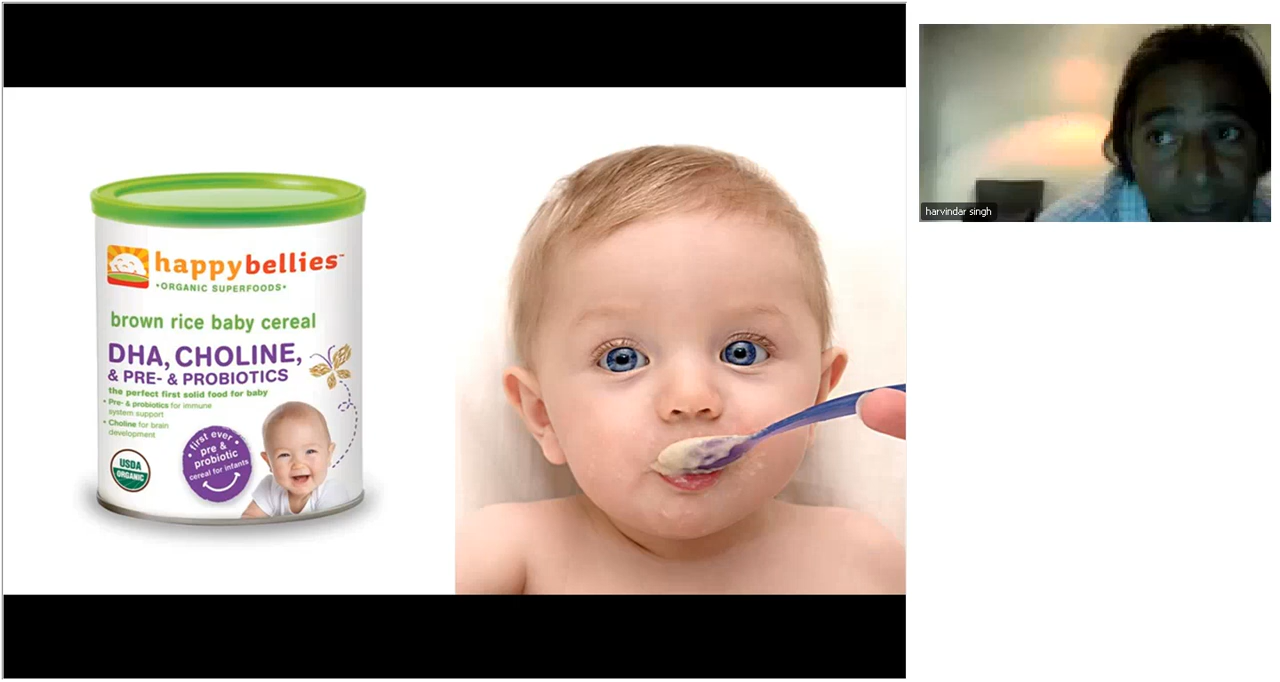 happybellies™
•ORGANIC SUPERFOODS•
brown rice baby cereal
DHA, CHOLINE,
& PRE- & PROBIOTICS
the perfect first solid food for baby
• Pre- & probiotics for immune
system support
• Choline for brain
development
• first ever •
pre &
probiotic
cereal for infants
USDA
ORGANIC
harvindar singh